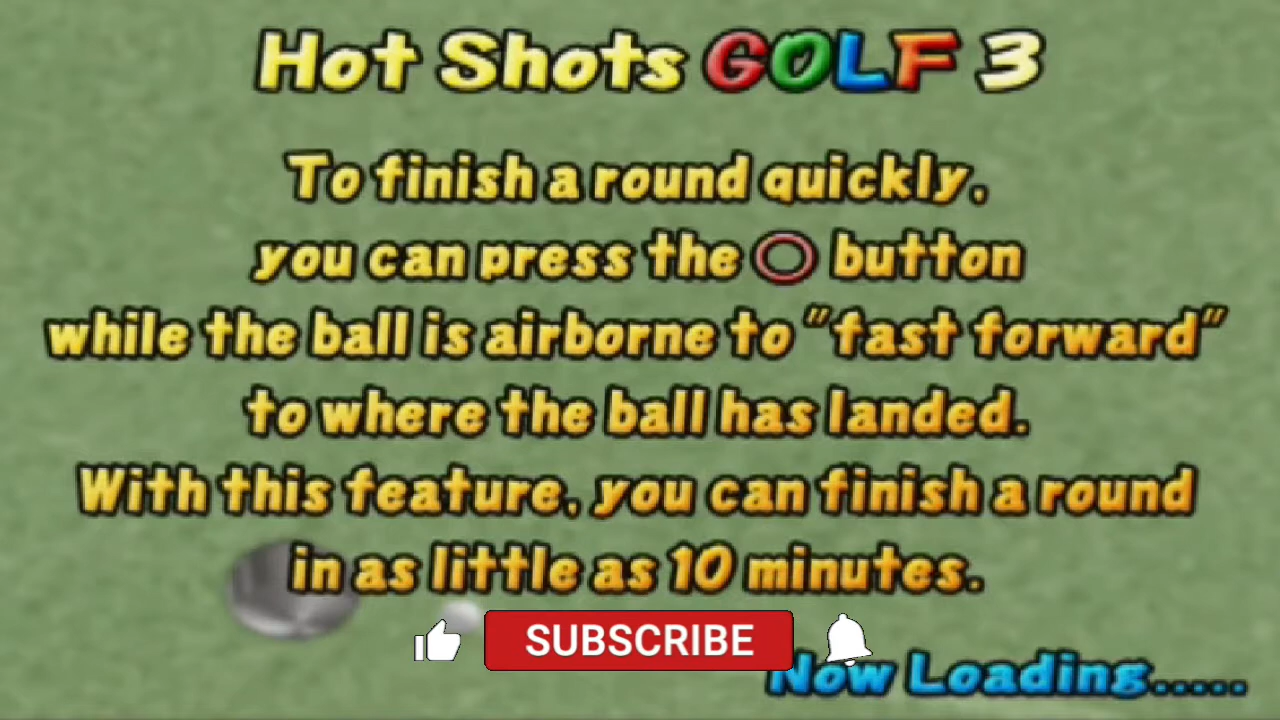 Hot Shots GOLF 3
To finish a round quickly,
you can press the ○ button
while the ball is airborne to "fast forward"
to where the ball has landed.
With this feature, you can finish a round
in as little as 10 minutes.
SUBSCRIBE
Now Loading.....